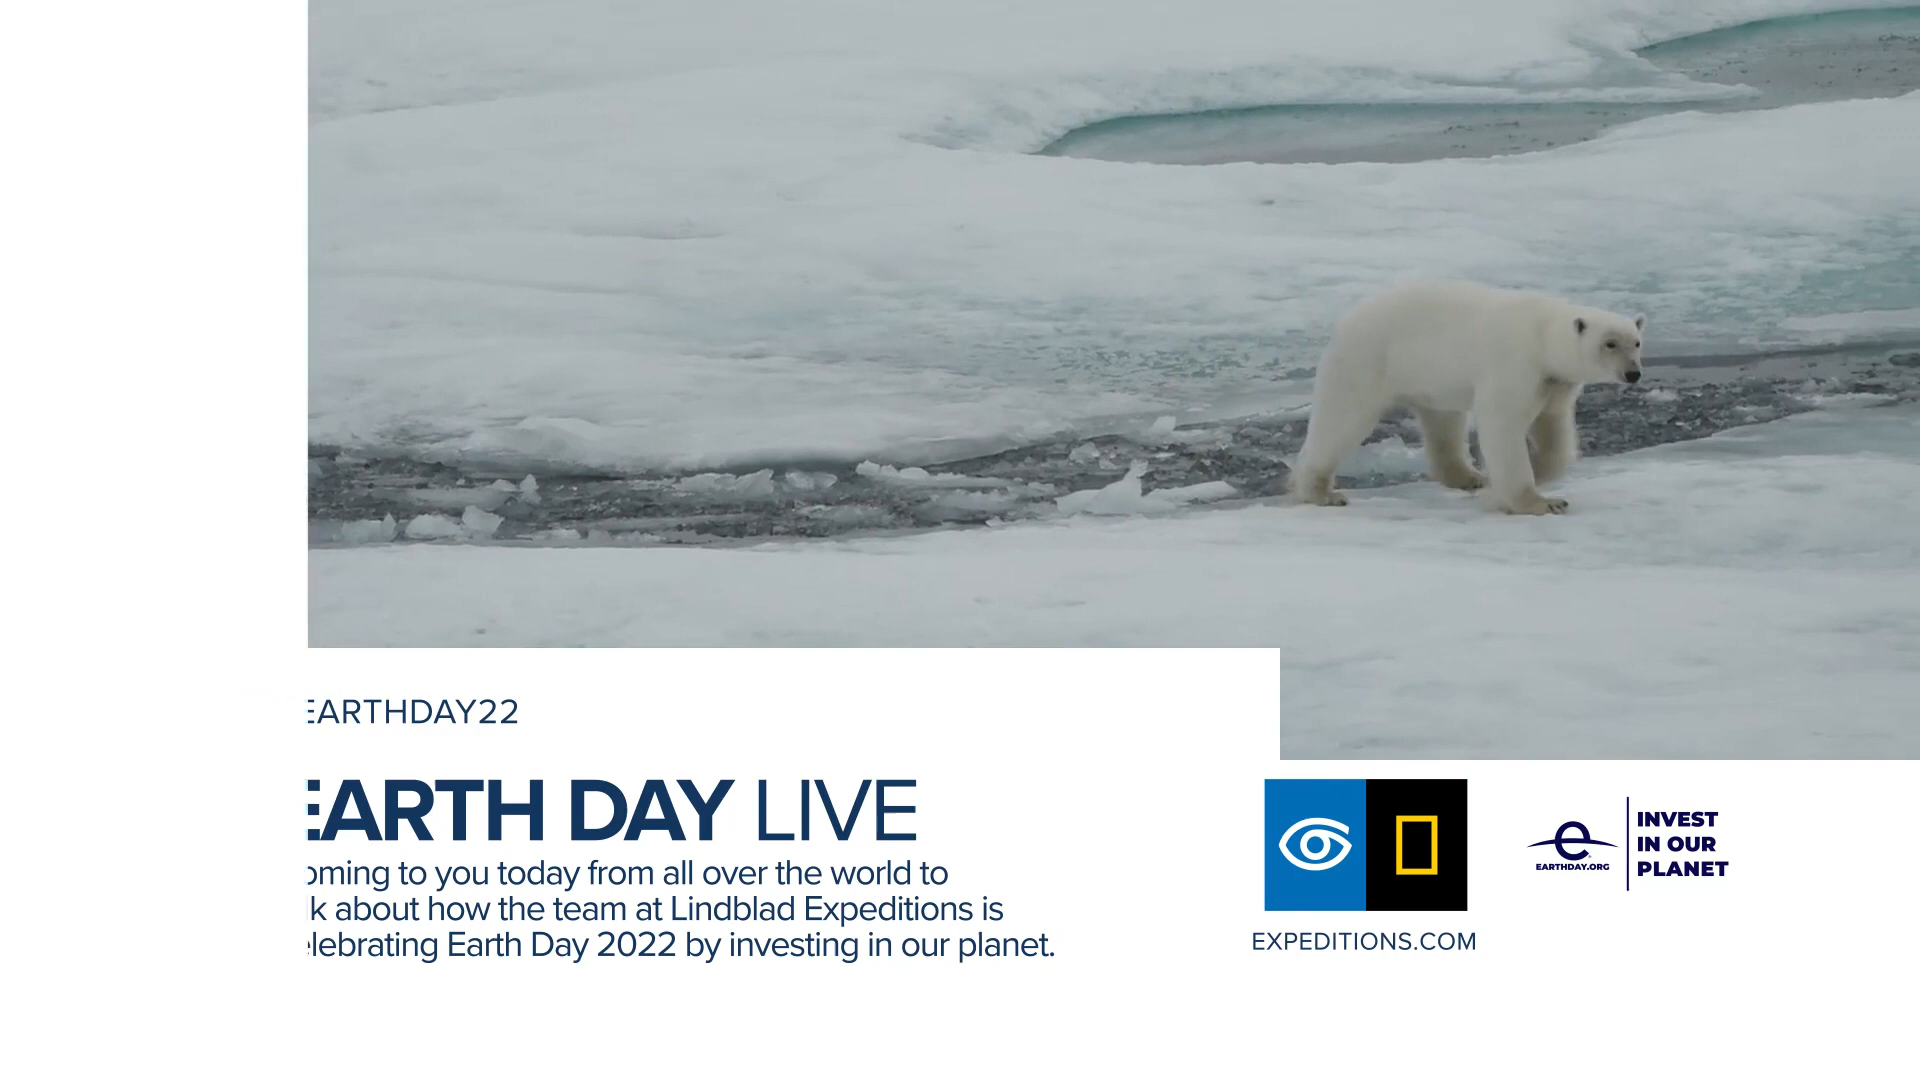 EARTHDAY22
EARTH DAY LIVE
oming to you today from all over the world to
lk about how the team at Lindblad Expeditions is
elebrating Earth Day 2022 by investing in our planet.
EXPEDITIONS.COM
EARTHDAY.ORG
INVEST
IN OUR
PLANET